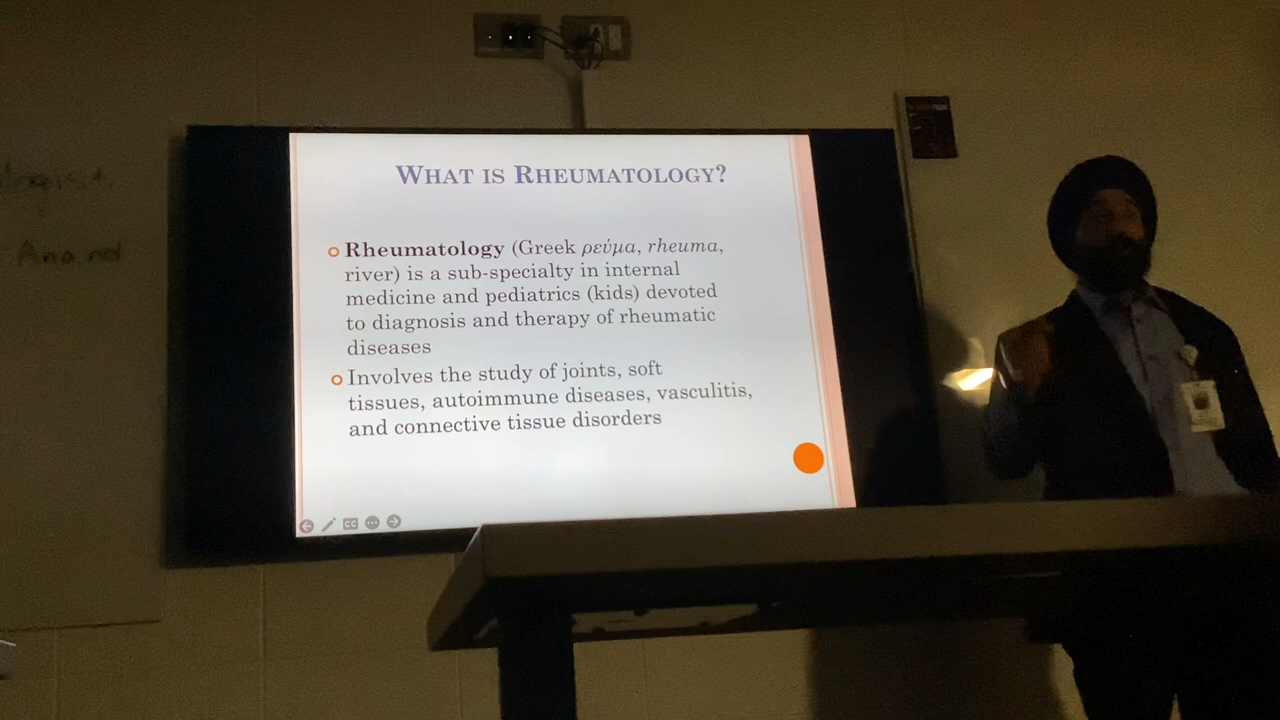 WHAT IS RHEUMATOLOGY?
Rheumatology (Greek ρεύμα, rheuma,
river) is a sub-specialty in internal
medicine and pediatrics (kids) devoted
to diagnosis and therapy of rheumatic
diseases
Involves the study of joints, soft
tissues, autoimmune diseases, vasculitis,
and connective tissue disorders
CC